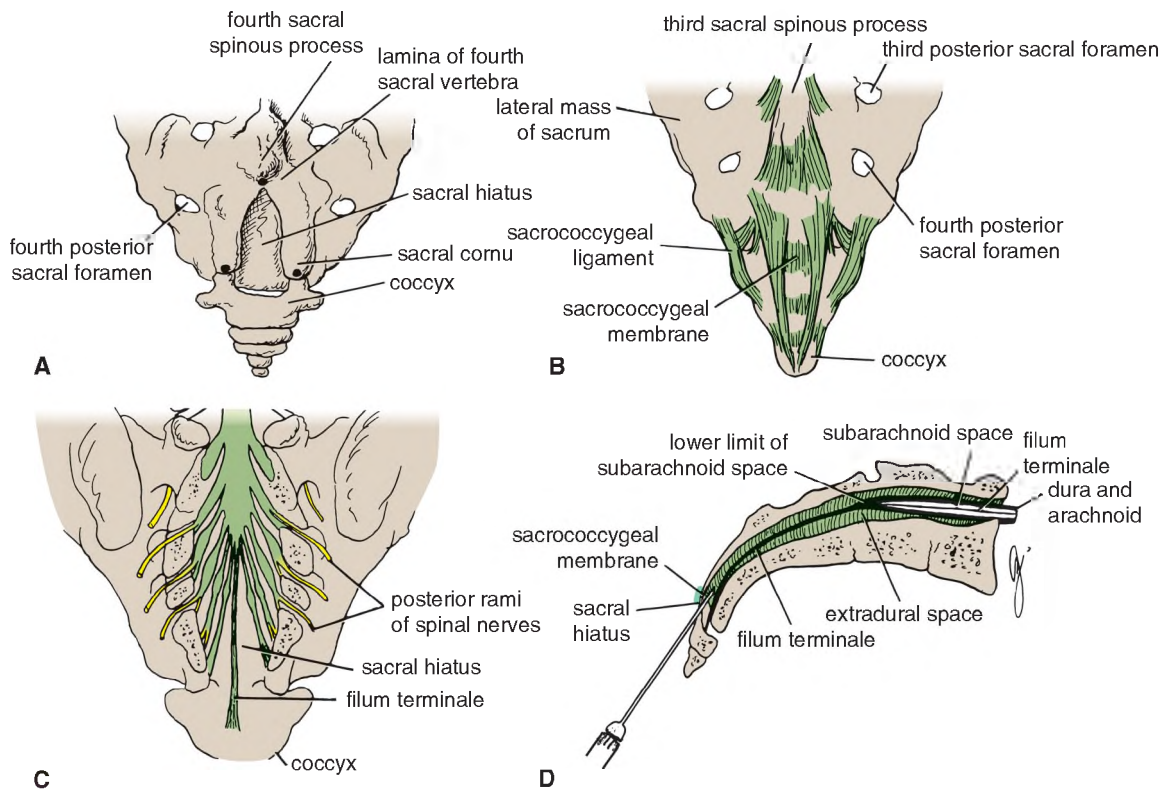 fourth sacral
spinous process
lamina of fourth
sacral vertebra
sacral hiatus
fourth posterior
sacral foramen
sacral cornu
coccyx
A
third sacral spinous process
third posterior sacral foramen
lateral mass
of sacrum
fourth posterior
sacral foramen
sacrococcygeal
ligament
sacrococcygeal
membrane
coccyx
B
posterior rami
of spinal nerves
sacral hiatus
filum terminale
coccyx
C
lower limit of
subarachnoid space
subarachnoid space
filum
terminale
dura and
arachnoid
sacrococcygeal
membrane
sacral
hiatus
extradural space
filum terminale
D